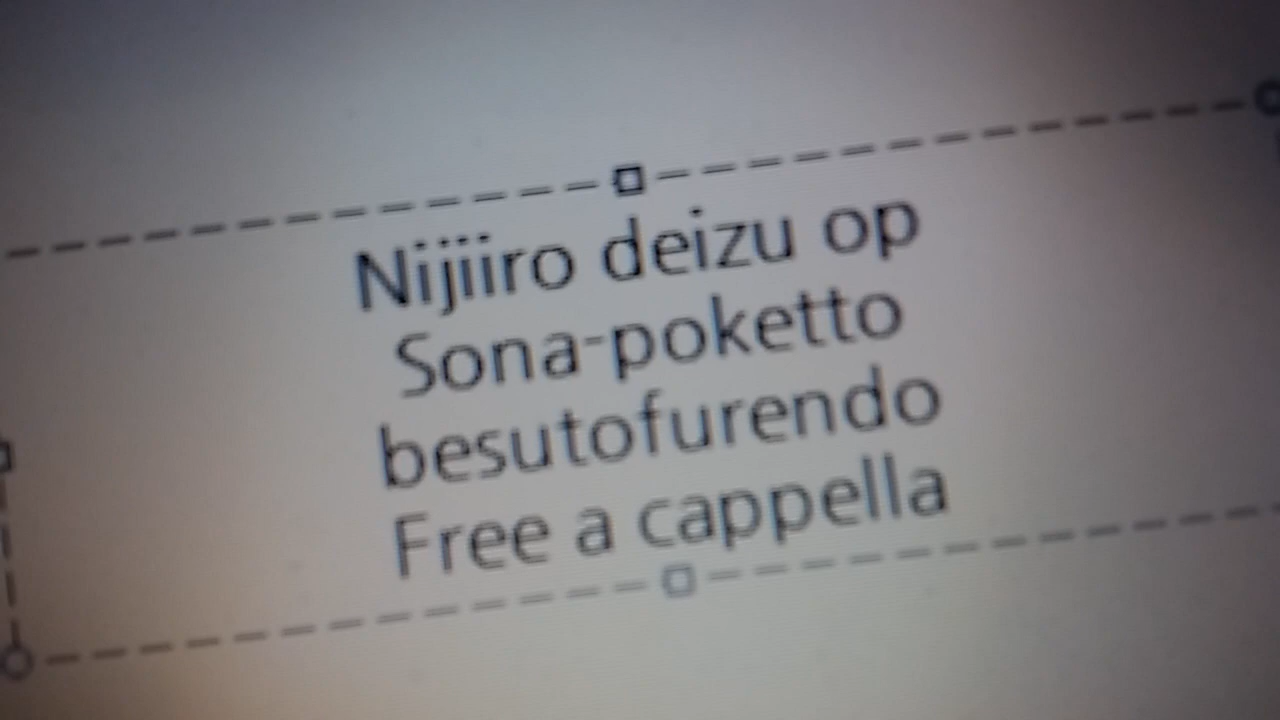 Nijiiro deizu op
Sona-poketto
besutofurendo
Free a cappella